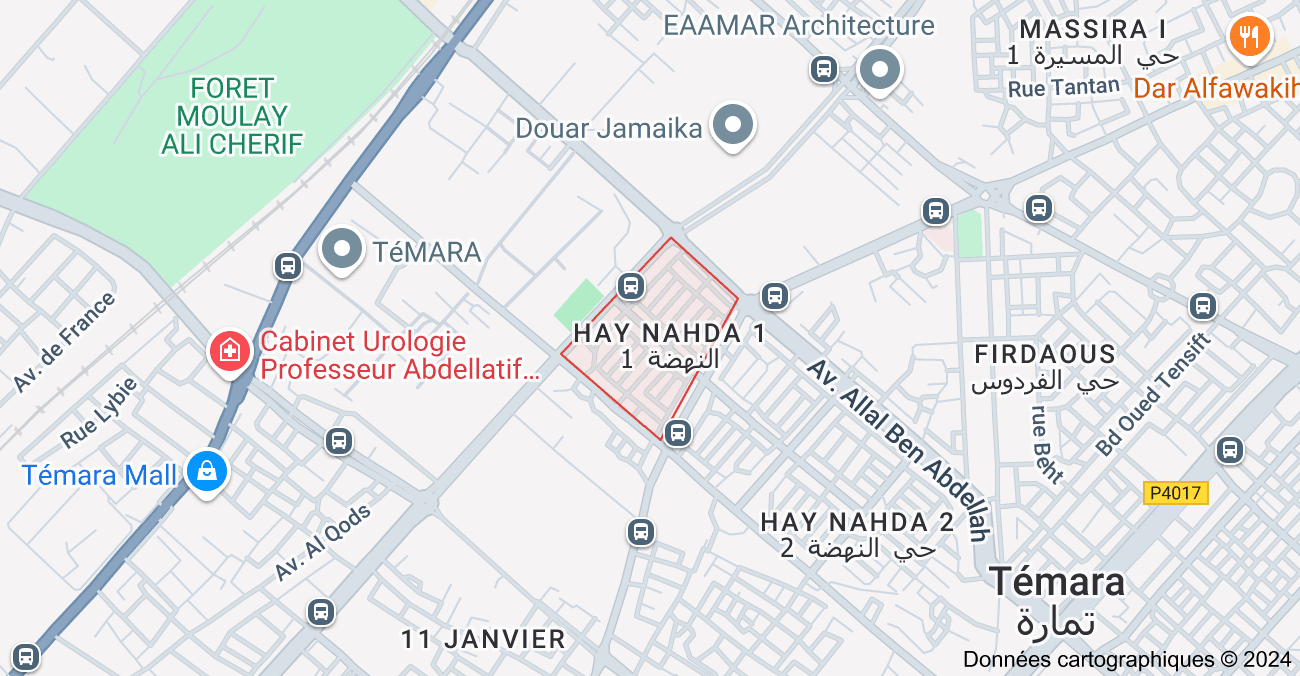 EAAMAR Architecture
MASSIRA I
حي المسيرة 1
Rue Tantan
Dar Alfawakih
FORET
MOULAY
ALI CHERIF
Douar Jamaika
TéMARA
Av. de France
Cabinet Urologie
Professeur Abdellatif...
HAY NAHDA 1
النهضة 1
FIRDAOUS
حي الفردوس
Av. Allal Ben Abdellah
Bd Oued Tensift
rue Beht
Rue Lybie
Témara Mall
P4017
Av. Al Qods
HAY NAHDA 2
حي النهضة 2
Témara
تمارة
11 JANVIER
Données cartographiques © 2024